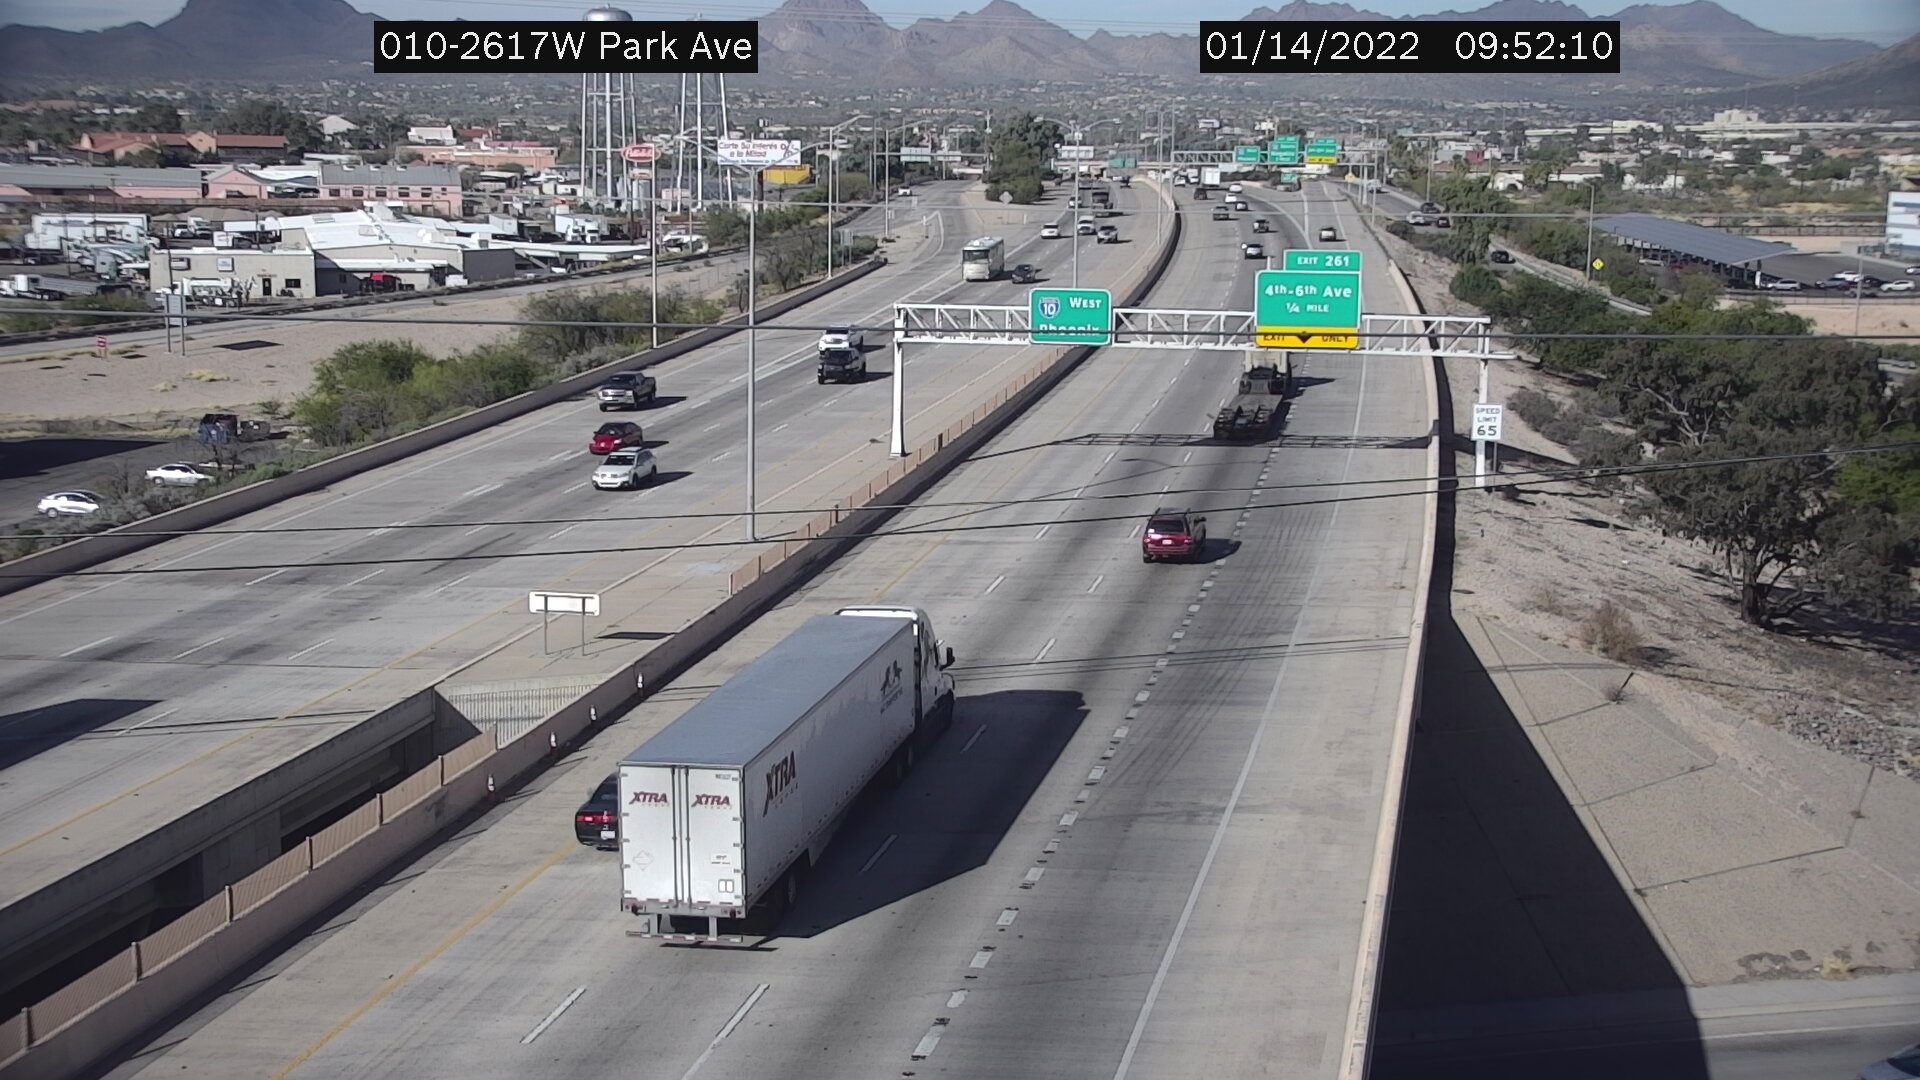 010-2617W Park Ave
01/14/2022 09:52:10
EXIT 261
4th-6th Ave
1/4 MILE
EXIT ONLY
10 WEST
Phoenix
SPEED
LIMIT
65
XTRA
XTRA XTRA